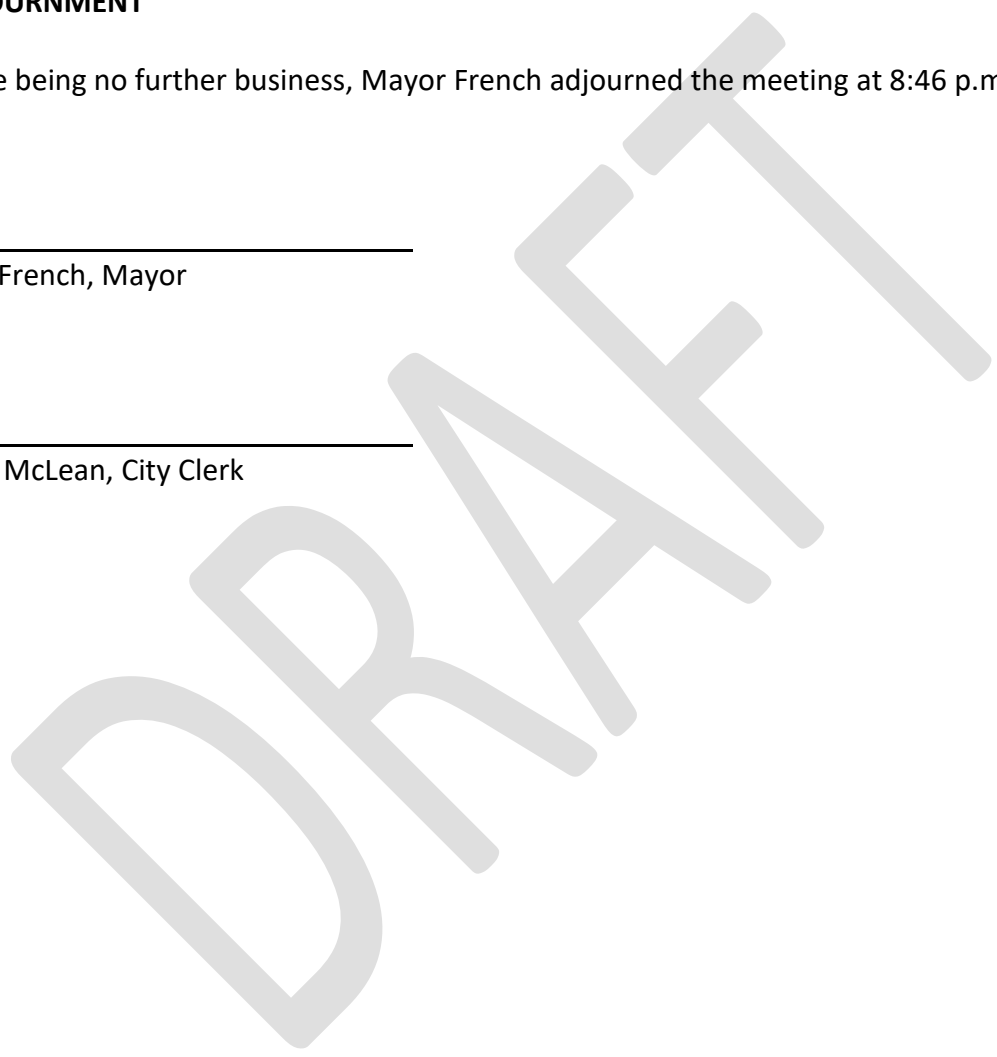 OURNMENT
e being no further business, Mayor French adjourned the meeting at 8:46 p.m
French, Mayor
McLean, City Clerk
DRAFT